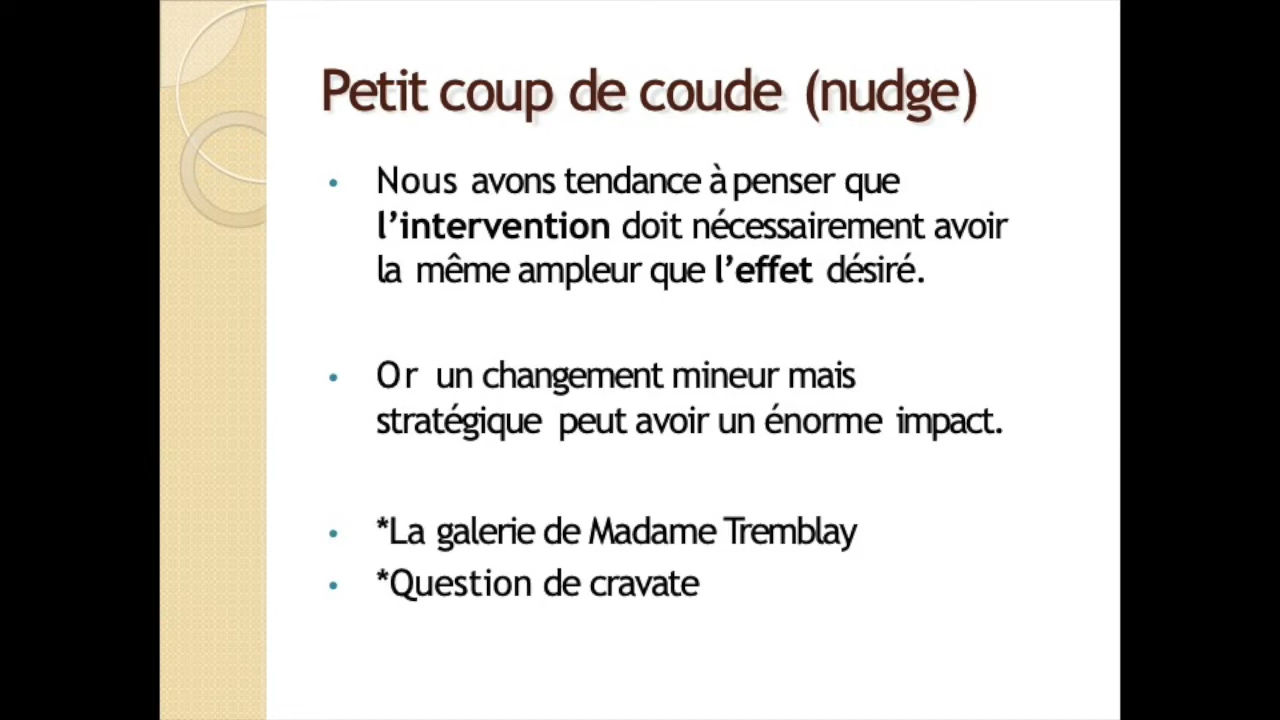 Petit coup de coude (nudge)
• Nous avons tendance à penser que
l’intervention doit nécessairement avoir
la même ampleur que l’effet désiré.
• Or un changement mineur mais
stratégique peut avoir un énorme impact.
• *La galerie de Madame Tremblay
• *Question de cravate